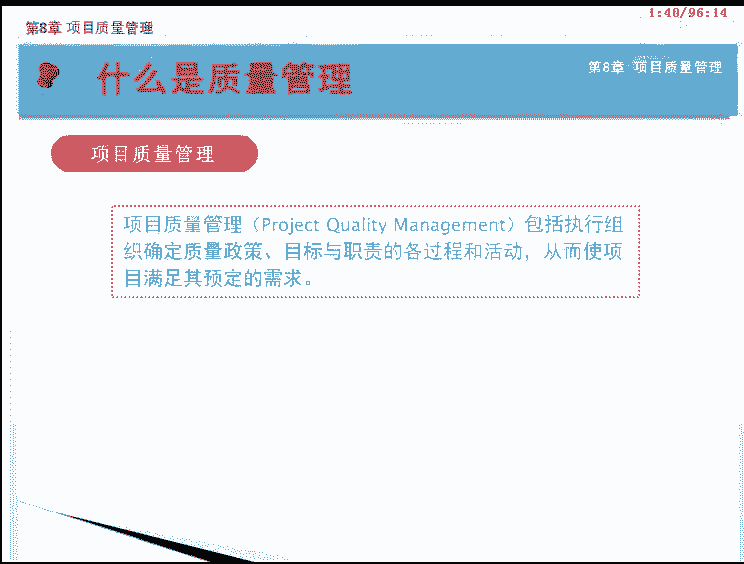 第8章 项目质量管理
1:40/96:14
什么是质量管理
第8章 项目质量管理
项目质量管理
项目质量管理（Project Quality Management）包括执行组
织确定质量政策、目标与职责的各过程和活动，从而使项
目满足其预定的需求。